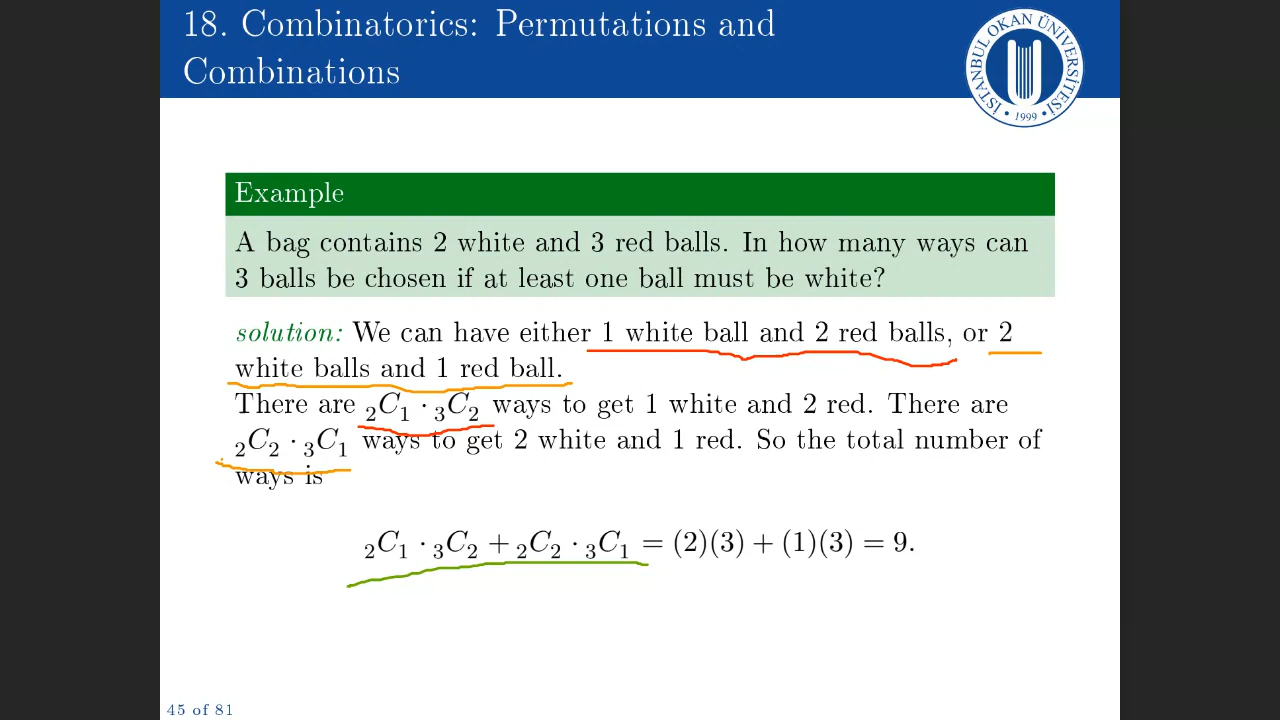 18. Combinatorics: Permutations and
Combinations
İSTANBUL OKAN ÜNİVERSİTESİ
• 1999 •
Example
A bag contains 2 white and 3 red balls. In how many ways can
3 balls be chosen if at least one ball must be white?
solution: We can have either 1 white ball and 2 red balls, or 2
white balls and 1 red ball.
There are ₂C₁ · ₃C₂ ways to get 1 white and 2 red. There are
₂C₂ · ₃C₁ ways to get 2 white and 1 red. So the total number of
ways is
₂C₁ · ₃C₂ + ₂C₂ · ₃C₁ = (2)(3) + (1)(3) = 9.
45 of 81